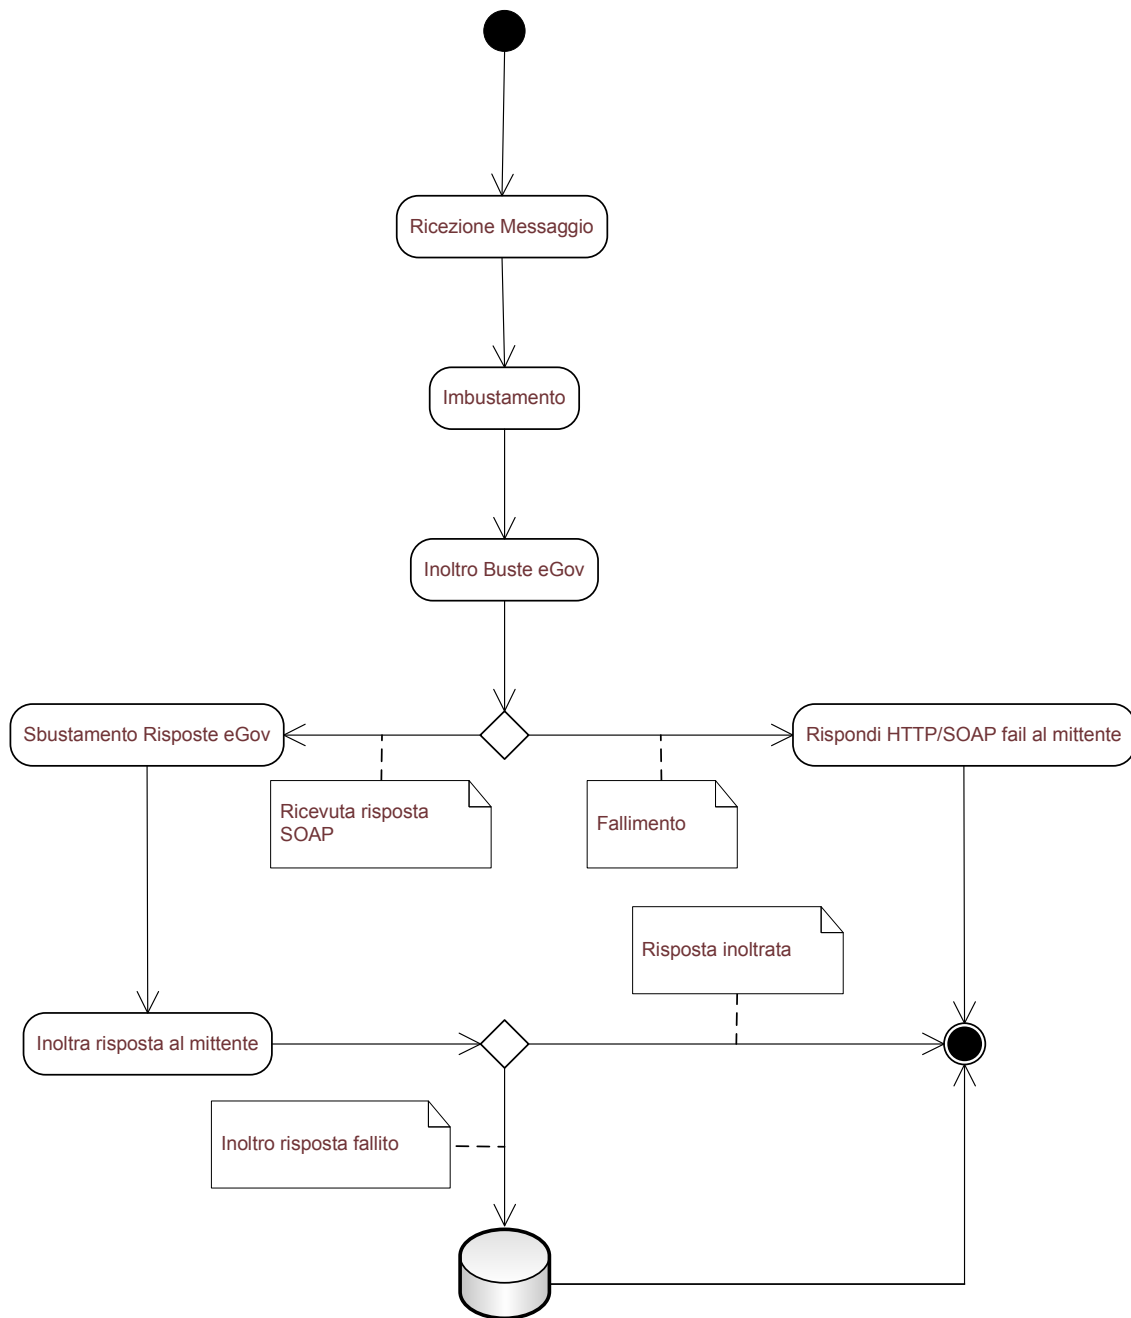 Ricezione Messaggio
Imbustamento
Inoltro Buste eGov
Sbustamento Risposte eGov
Rispondi HTTP/SOAP fail al mittente
Ricevuta risposta
SOAP
Fallimento
Risposta inoltrata
Inoltra risposta al mittente
Inoltro risposta fallito